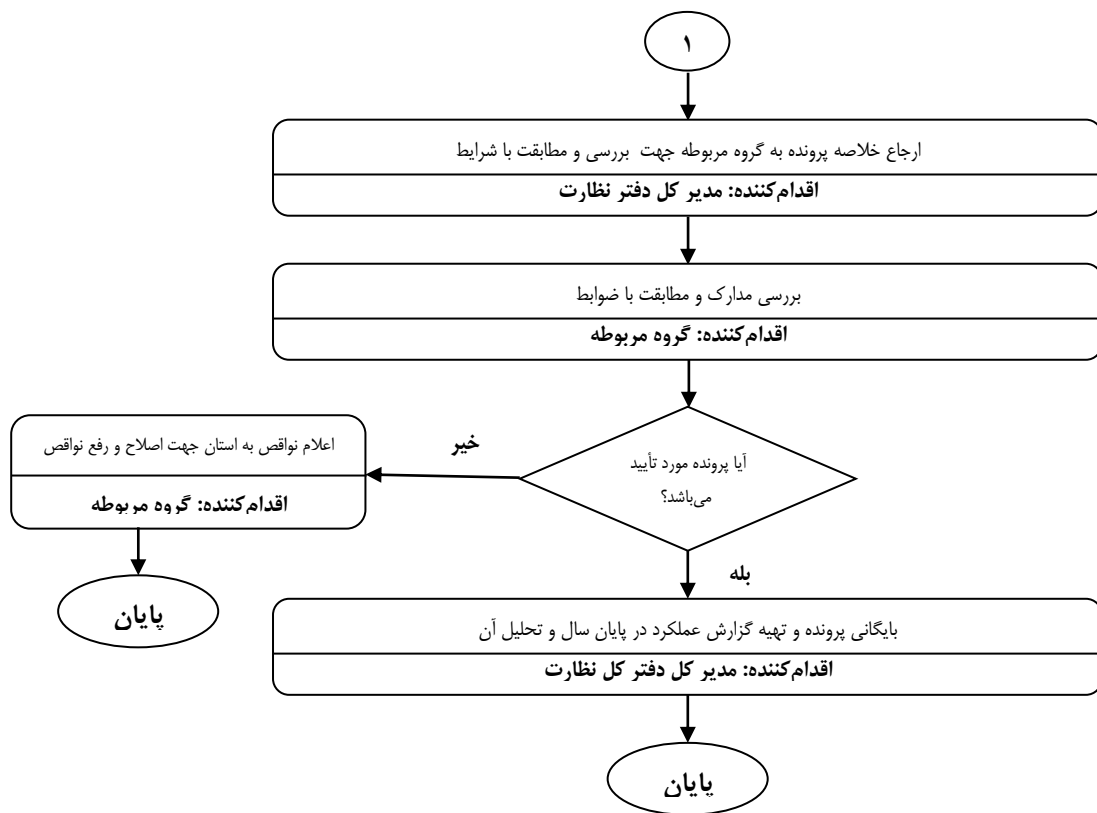 ۱
ارجاع خلاصه پرونده به گروه مربوطه جهت بررسی و مطابقت با شرایط
اقدام‌کننده: مدیر کل دفتر نظارت
بررسی مدارک و مطابقت با ضوابط
اقدام‌کننده: گروه مربوطه
آیا پرونده مورد تأیید
می‌باشد؟
خیر
اعلام نواقص به استان جهت اصلاح و رفع نواقص
اقدام‌کننده: گروه مربوطه
پایان
بله
بایگانی پرونده و تهیه گزارش عملکرد در پایان سال و تحلیل آن
اقدام‌کننده: مدیر کل دفتر کل نظارت
پایان